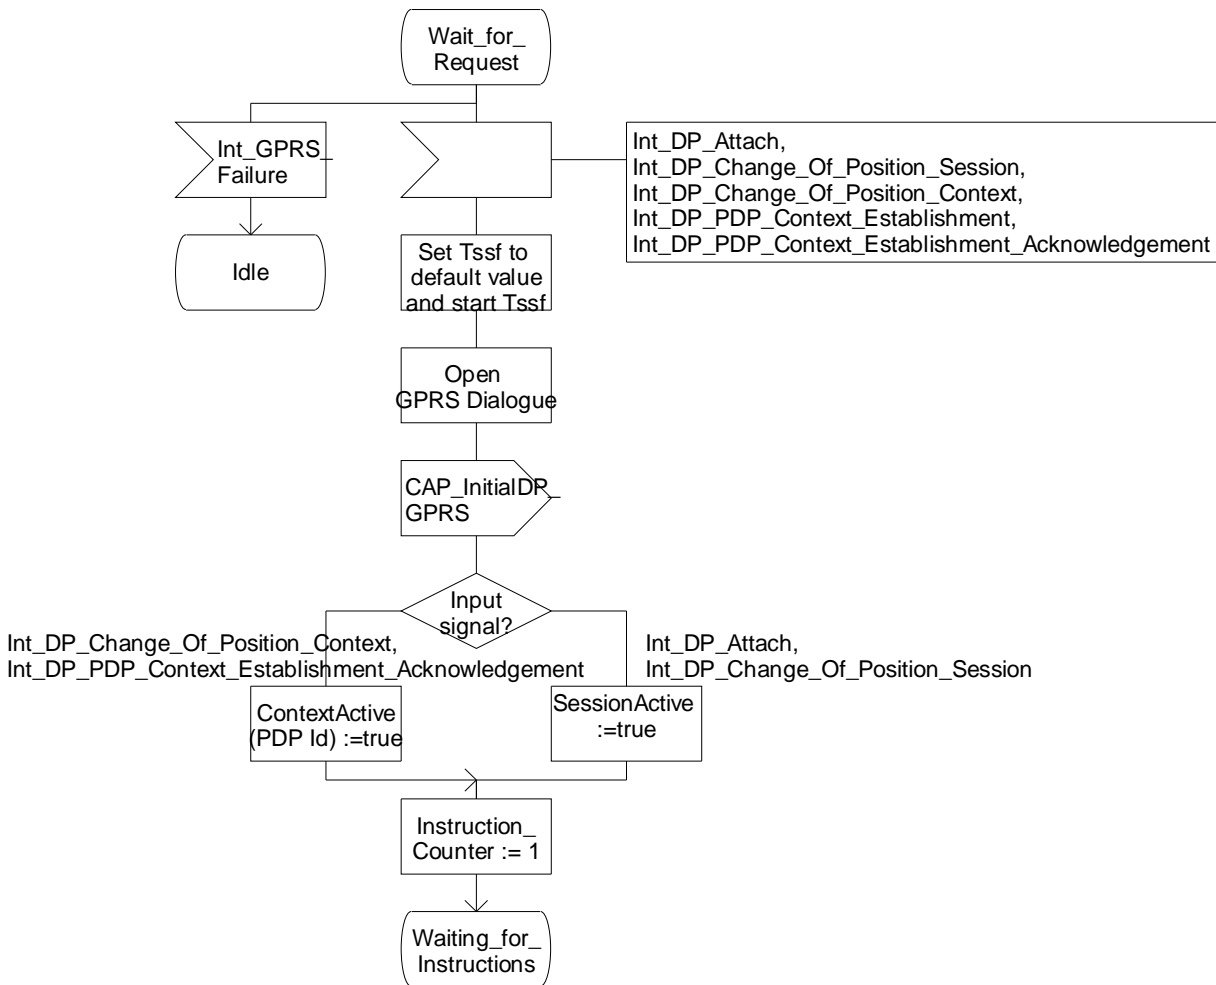 Wait_for_
Request
Int_GPRS_
Failure
Int_DP_Attach,
Int_DP_Change_Of_Position_Session,
Int_DP_Change_Of_Position_Context,
Int_DP_PDP_Context_Establishment,
Int_DP_PDP_Context_Establishment_Acknowledgement
Idle
Set Tssf to
default value
and start Tssf
Open
GPRS Dialogue
CAP_InitialDP_
GPRS
Input
signal?
Int_DP_Change_Of_Position_Context,
Int_DP_PDP_Context_Establishment_Acknowledgement
Int_DP_Attach,
Int_DP_Change_Of_Position_Session
ContextActive
(PDP Id) :=true
SessionActive
:=true
Instruction_
Counter := 1
Waiting_for_
Instructions